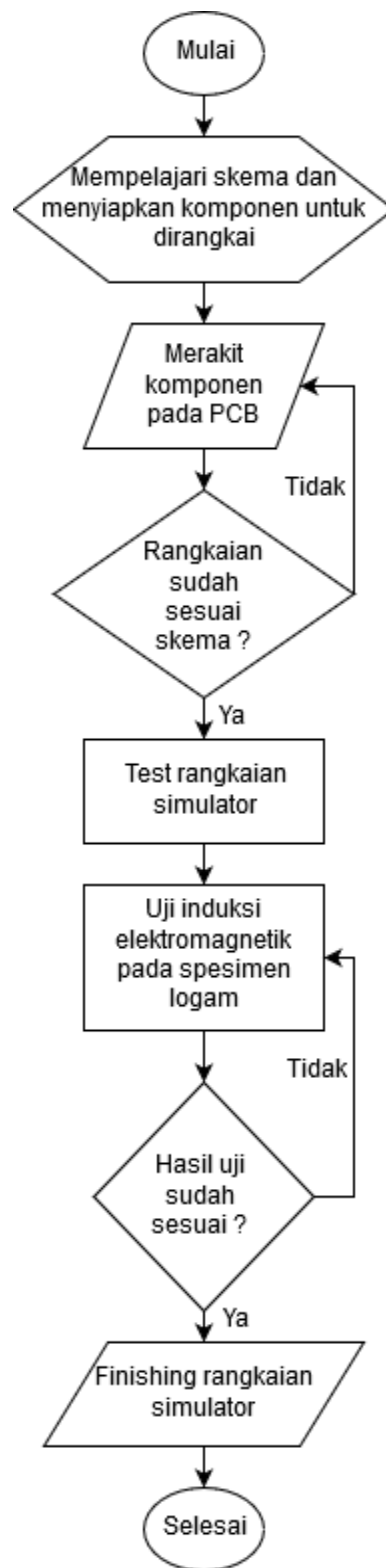 Mulai
Mempelajari skema dan
menyiapkan komponen untuk
dirangkai
Merakit
komponen
pada PCB
Tidak
Rangkaian
sudah
sesuai
skema ?
Ya
Test rangkaian
simulator
Uji induksi
elektromagnetik
pada spesimen
logam
Tidak
Hasil uji
sudah
sesuai ?
Ya
Finishing rangkaian
simulator
Selesai